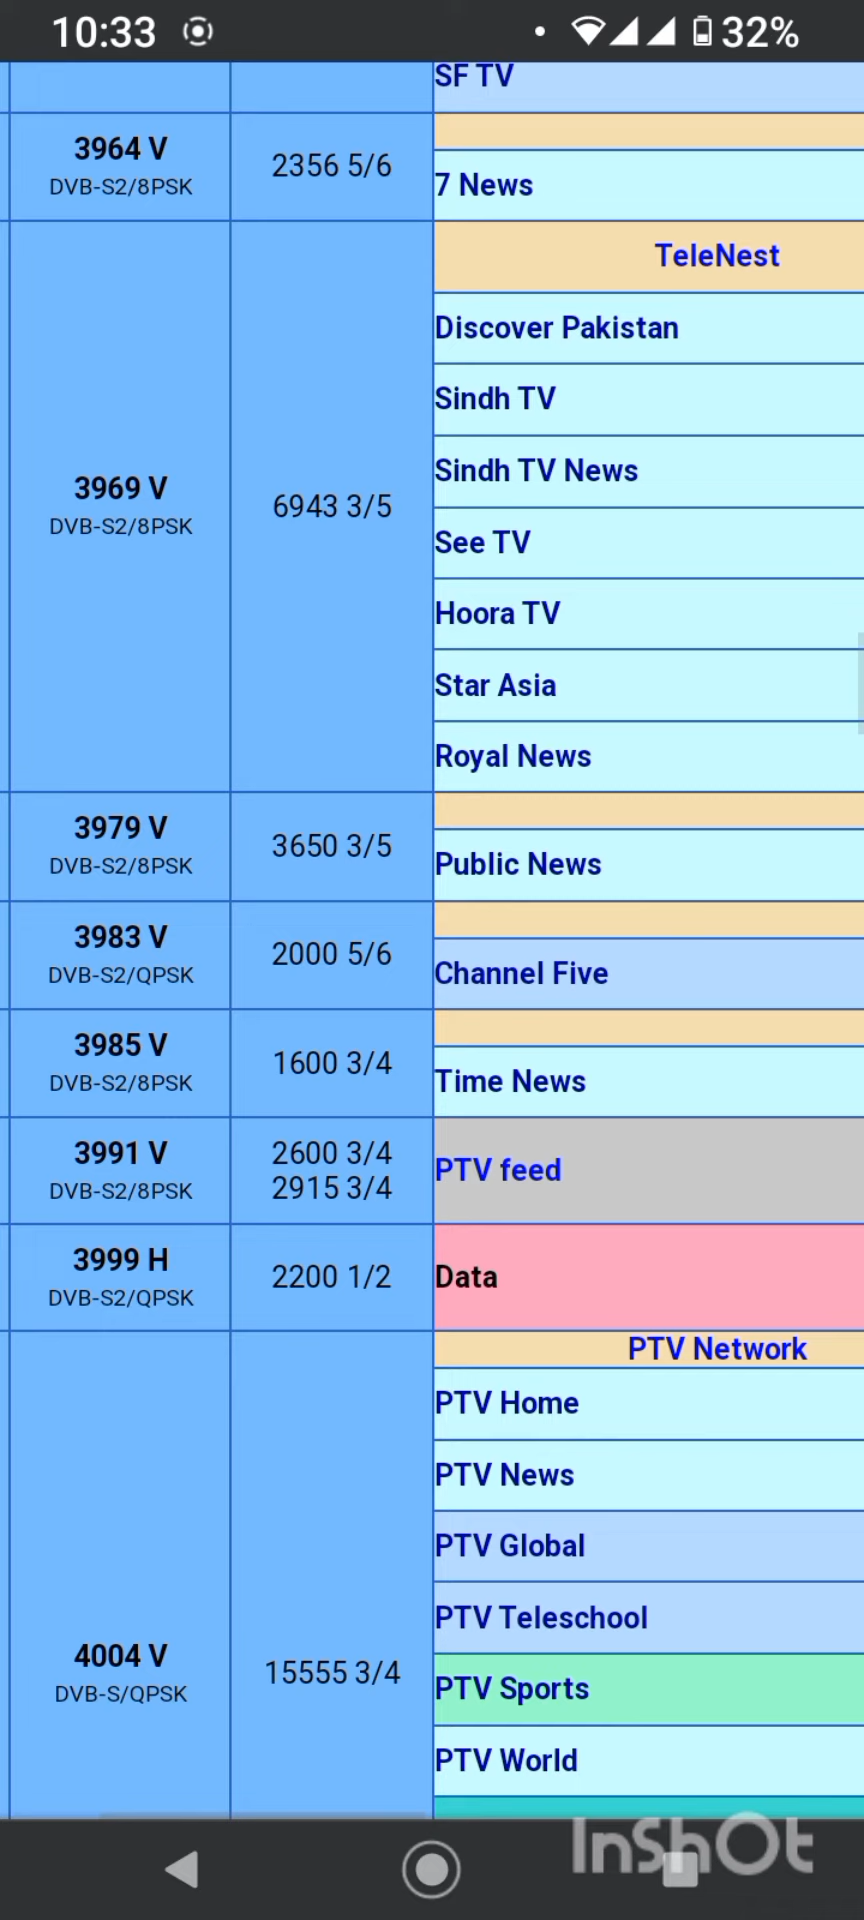 10:33
32%
SF TV
3964 V
DVB-S2/8PSK
2356 5/6
7 News
TeleNest
Discover Pakistan
Sindh TV
Sindh TV News
3969 V
DVB-S2/8PSK
6943 3/5
See TV
Hoora TV
Star Asia
Royal News
3979 V
DVB-S2/8PSK
3650 3/5
Public News
3983 V
DVB-S2/QPSK
2000 5/6
Channel Five
3985 V
DVB-S2/8PSK
1600 3/4
Time News
3991 V
DVB-S2/8PSK
2600 3/4
2915 3/4
PTV feed
3999 H
DVB-S2/QPSK
2200 1/2
Data
PTV Network
PTV Home
PTV News
PTV Global
PTV Teleschool
4004 V
DVB-S/QPSK
15555 3/4
PTV Sports
PTV World
InShOt